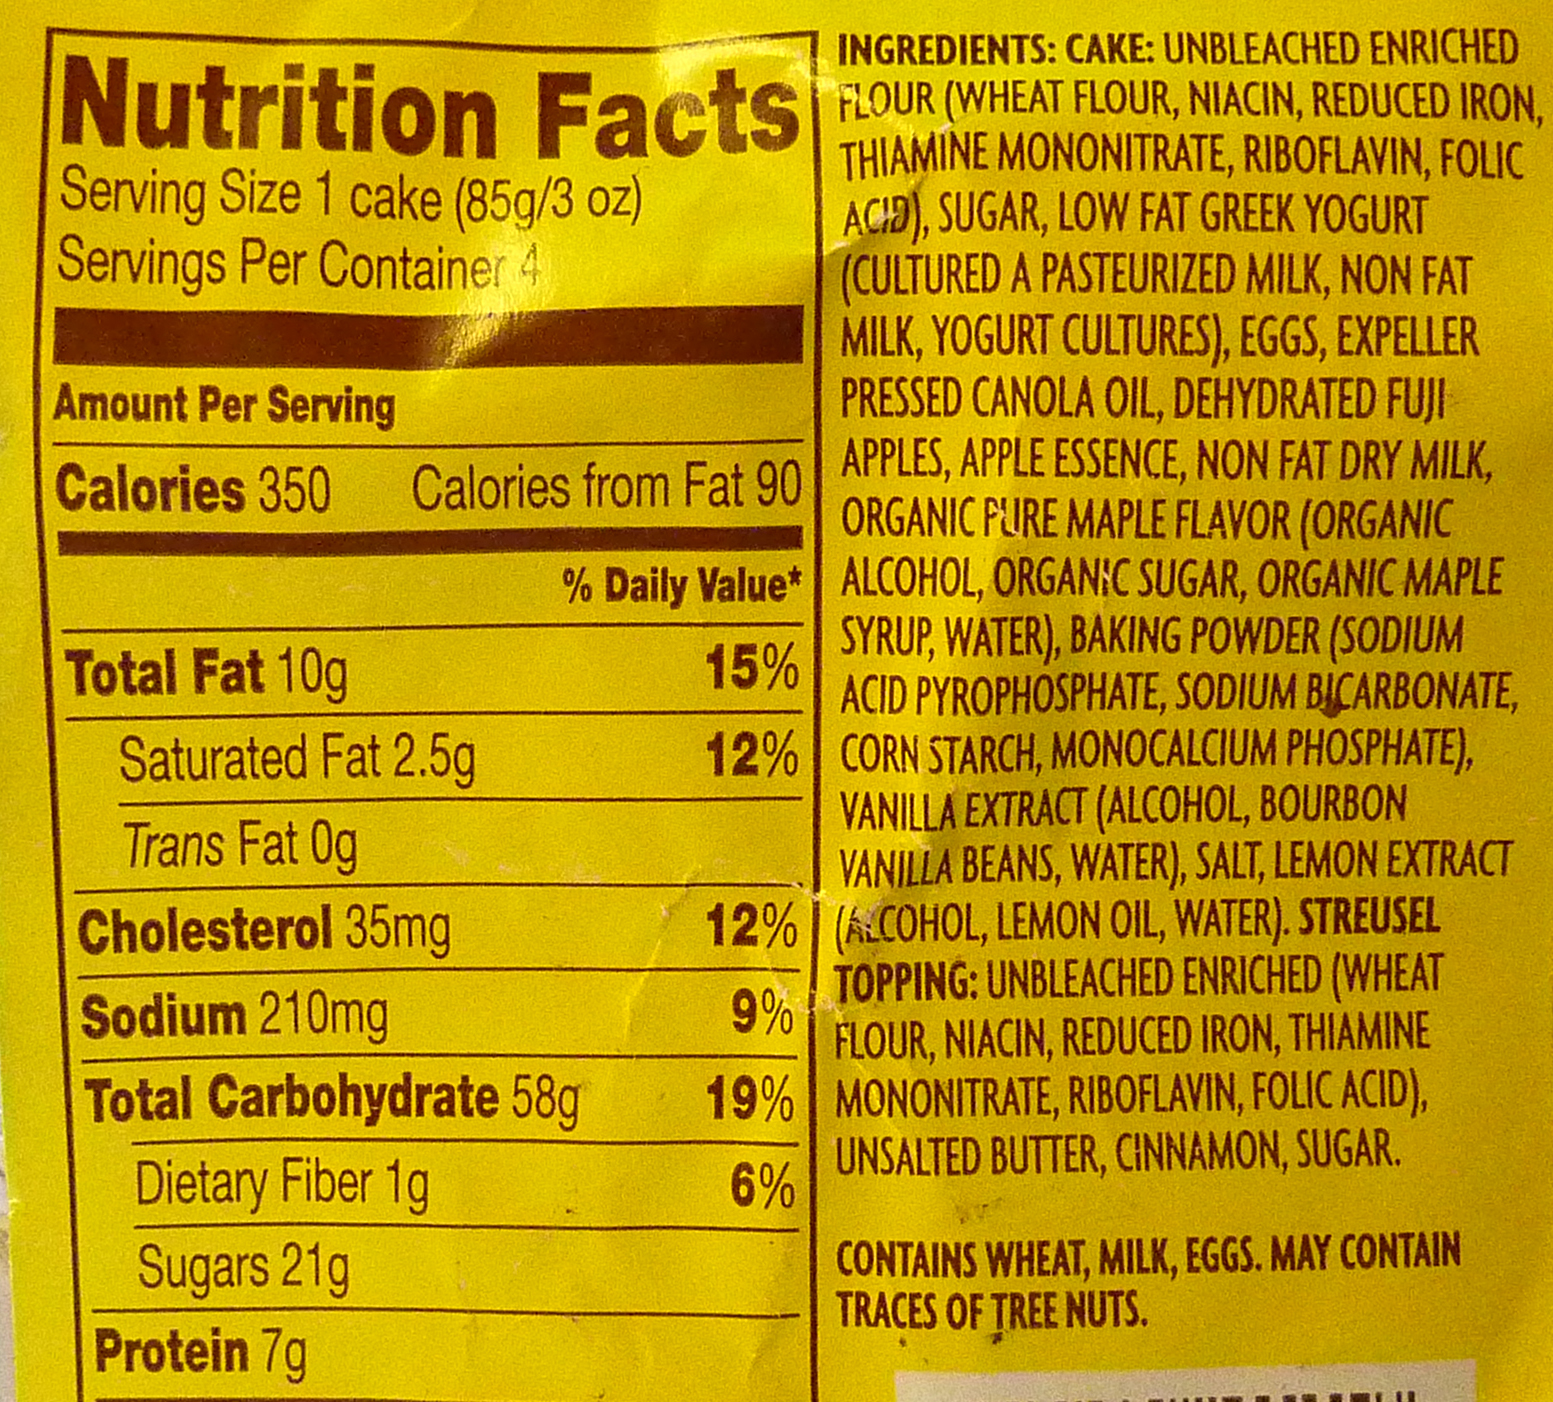 Nutrition Facts
Serving Size 1 cake (85g/3 oz)
Servings Per Container 4
Amount Per Serving
Calories 350 Calories from Fat 90
% Daily Value*
Total Fat 10g 15%
Saturated Fat 2.5g 12%
Trans Fat 0g
Cholesterol 35mg 12%
Sodium 210mg 9%
Total Carbohydrate 58g 19%
Dietary Fiber 1g 6%
Sugars 21g
Protein 7g
INGREDIENTS: CAKE: UNBLEACHED ENRICHED
FLOUR (WHEAT FLOUR, NIACIN, REDUCED IRON,
THIAMINE MONONITRATE, RIBOFLAVIN, FOLIC
ACID), SUGAR, LOW FAT GREEK YOGURT
(CULTURED A PASTEURIZED MILK, NON FAT
MILK, YOGURT CULTURES), EGGS, EXPELLER
PRESSED CANOLA OIL, DEHYDRATED FUJI
APPLES, APPLE ESSENCE, NON FAT DRY MILK,
ORGANIC PURE MAPLE FLAVOR (ORGANIC
ALCOHOL, ORGANIC SUGAR, ORGANIC MAPLE
SYRUP, WATER), BAKING POWDER (SODIUM
ACID PYROPHOSPHATE, SODIUM BICARBONATE,
CORN STARCH, MONOCALCIUM PHOSPHATE),
VANILLA EXTRACT (ALCOHOL, BOURBON
VANILLA BEANS, WATER), SALT, LEMON EXTRACT
(ALCOHOL, LEMON OIL, WATER). STREUSEL
TOPPING: UNBLEACHED ENRICHED (WHEAT
FLOUR, NIACIN, REDUCED IRON, THIAMINE
MONONITRATE, RIBOFLAVIN, FOLIC ACID),
UNSALTED BUTTER, CINNAMON, SUGAR.
CONTAINS WHEAT, MILK, EGGS. MAY CONTAIN
TRACES OF TREE NUTS.